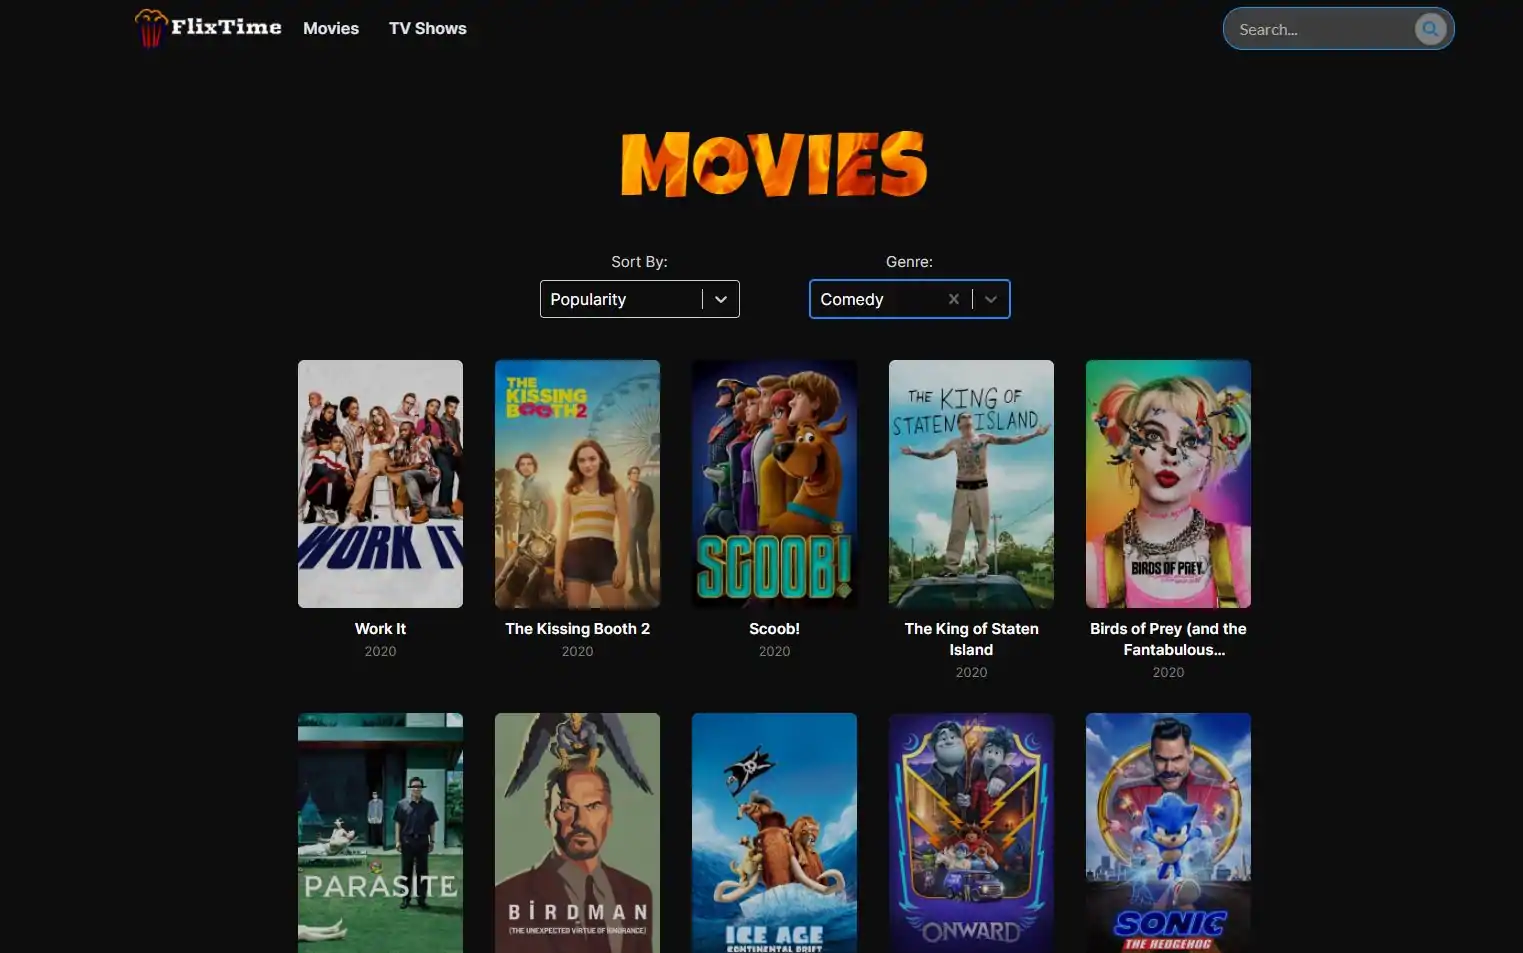 FlixTime
Movies
TV Shows
Search...
MOVIES
Sort By:
Genre:
Popularity
Comedy
WORK IT
THE
KISSING
BOOTH2
SCOOB!
THE KING OF
STATEN ISLAND
BIRDS OF PREY
Work It
2020
The Kissing Booth 2
2020
Scoob!
2020
The King of Staten
Island
2020
Birds of Prey (and the
Fantabulous...
2020
PARASITE
BIRDMAN
(THE UNEXPECTED VIRTUE OF IGNORANCE)
ICE AGE
CONTINENTAL DRIFT
ONWARD
SONIC
THE HEDGEHOG